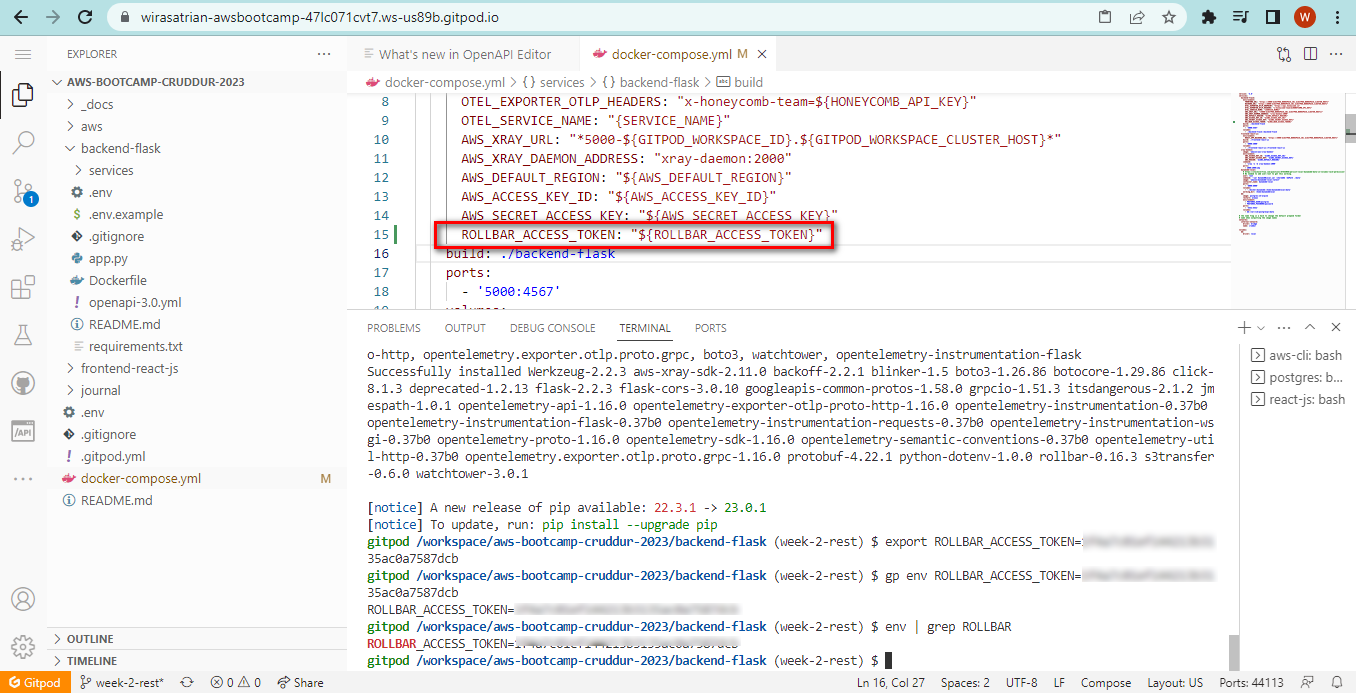 wirasatrian-awsbootcamp-47lc071cvt7.ws-us89b.gitpod.io
W
EXPLORER
What's new in OpenAPI Editor
docker-compose.yml M
AWS-BOOTCAMP-CRUDDUR-2023
docker-compose.yml > {} services > {} backend-flask > build
_docs
aws
backend-flask
services
.env
$ .env.example
.gitignore
app.py
Dockerfile
! openapi-3.0.yml
README.md
requirements.txt
frontend-react-js
journal
.env
.gitignore
! .gitpod.yml
docker-compose.yml M
README.md
OUTLINE
TIMELINE
1
/API
8 OTEL_EXPORTER_OTLP_HEADERS: "x-honeycomb-team=${HONEYCOMB_API_KEY}"
9 OTEL_SERVICE_NAME: "{SERVICE_NAME}"
10 AWS_XRAY_URL: "*5000-${GITPOD_WORKSPACE_ID}.${GITPOD_WORKSPACE_CLUSTER_HOST}*"
11 AWS_XRAY_DAEMON_ADDRESS: "xray-daemon:2000"
12 AWS_DEFAULT_REGION: "${AWS_DEFAULT_REGION}"
13 AWS_ACCESS_KEY_ID: "${AWS_ACCESS_KEY_ID}"
14 AWS_SECRET_ACCESS_KEY: "${AWS_SECRET_ACCESS_KEY}"
15 ROLLBAR_ACCESS_TOKEN: "${ROLLBAR_ACCESS_TOKEN}"
16 build: ./backend-flask
17 ports:
18 - '5000:4567'
PROBLEMS OUTPUT DEBUG CONSOLE TERMINAL PORTS
o-http, opentelemetry.exporter.otlp.proto.grpc, boto3, watchtower, opentelemetry-instrumentation-flask
Successfully installed Werkzeug-2.2.3 aws-xray-sdk-2.11.0 backoff-2.2.1 blinker-1.5 boto3-1.26.86 botocore-1.29.86 click-
8.1.3 deprecated-1.2.13 flask-2.2.3 flask-cors-3.0.10 googleapis-common-protos-1.58.0 grpcio-1.51.3 itsdangerous-2.1.2 jm
espath-1.0.1 opentelemetry-api-1.16.0 opentelemetry-exporter-otlp-proto-http-1.16.0 opentelemetry-instrumentation-0.37b0
opentelemetry-instrumentation-flask-0.37b0 opentelemetry-instrumentation-requests-0.37b0 opentelemetry-instrumentation-ws
gi-0.37b0 opentelemetry-proto-1.16.0 opentelemetry-sdk-1.16.0 opentelemetry-semantic-conventions-0.37b0 opentelemetry-uti
l-http-0.37b0 opentelemetry.exporter.otlp.proto.grpc-1.16.0 protobuf-4.22.1 python-dotenv-1.0.0 rollbar-0.16.3 s3transfer
-0.6.0 watchtower-3.0.1
[notice] A new release of pip available: 22.3.1 -> 23.0.1
[notice] To update, run: pip install --upgrade pip
gitpod /workspace/aws-bootcamp-cruddur-2023/backend-flask (week-2-rest) $ export ROLLBAR_ACCESS_TOKEN=
35ac0a7587dcb
gitpod /workspace/aws-bootcamp-cruddur-2023/backend-flask (week-2-rest) $ gp env ROLLBAR_ACCESS_TOKEN=
35ac0a7587dcb
ROLLBAR_ACCESS_TOKEN=
gitpod /workspace/aws-bootcamp-cruddur-2023/backend-flask (week-2-rest) $ env | grep ROLLBAR
ROLLBAR_ACCESS_TOKEN=
gitpod /workspace/aws-bootcamp-cruddur-2023/backend-flask (week-2-rest) $
aws-cli: bash
postgres: b...
react-js: bash
Gitpod week-2-rest* 0 0 Share Ln 16, Col 27 Spaces: 2 UTF-8 LF Compose Layout: US Ports: 44113